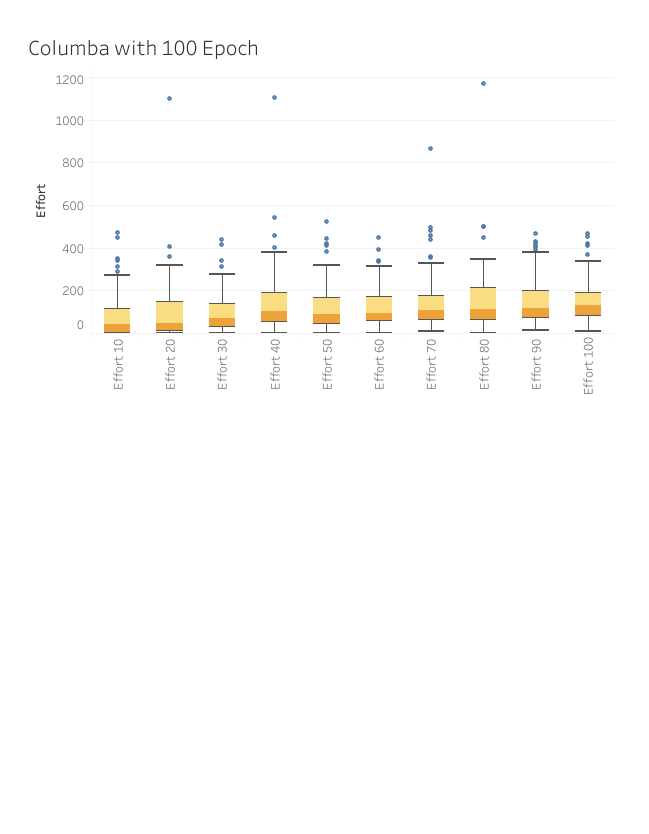 Columba with 100 Epoch
1200
1000
800
600
400
200
0
Effort
Effort 10
Effort 20
Effort 30
Effort 40
Effort 50
Effort 60
Effort 70
Effort 80
Effort 90
Effort 100